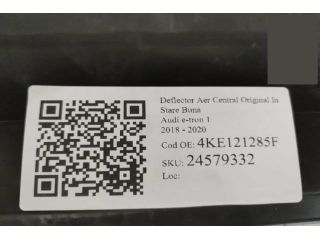 Deflector Aer Central Original In
Stare Buna
Audi e-tron 1
2018 - 2020
Cod OE: 4KE121285F
SKU: 24579332
Loc: